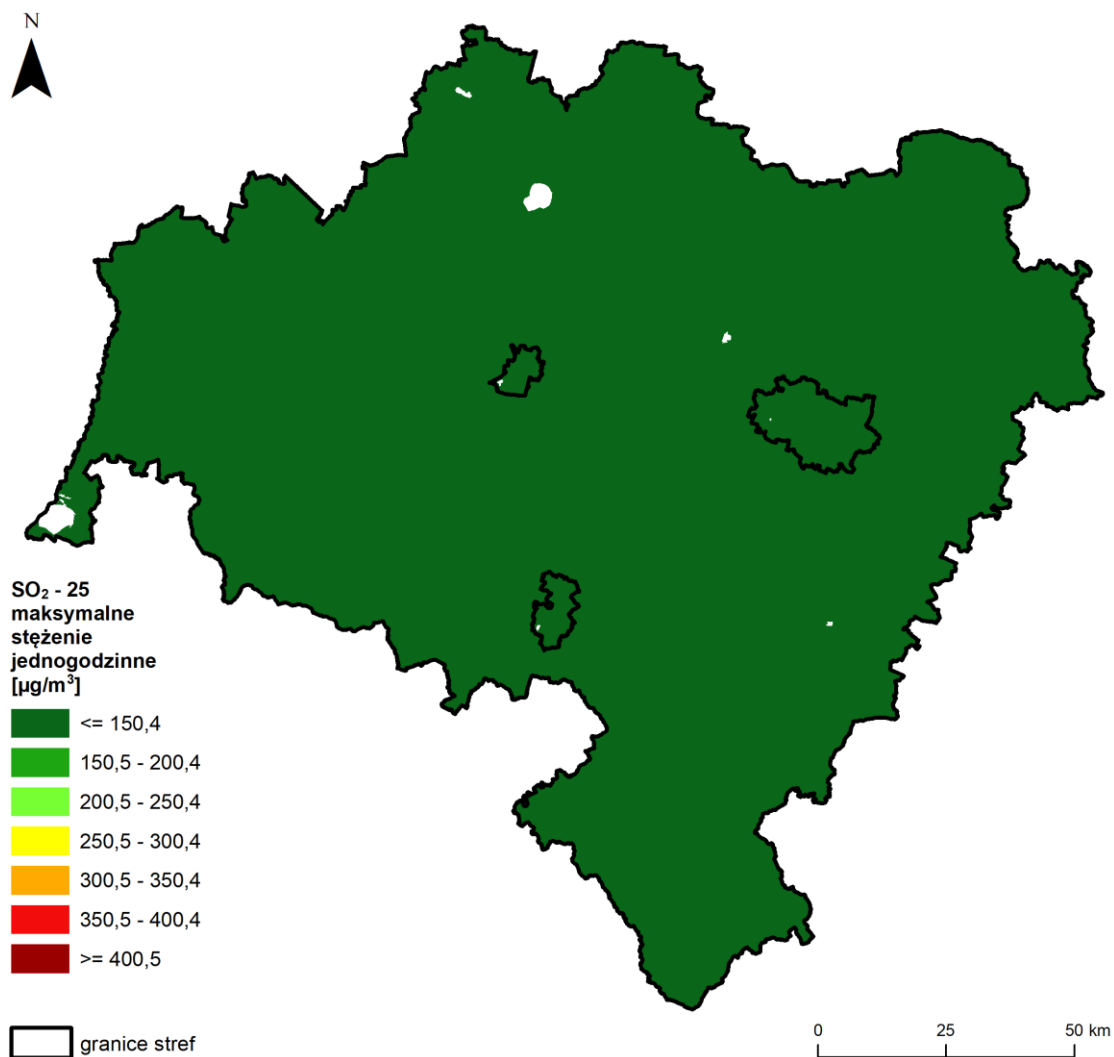 N
SO₂ - 25
maksymalne
stężenie
jednogodzinne
[µg/m³]
<= 150,4
150,5 - 200,4
200,5 - 250,4
250,5 - 300,4
300,5 - 350,4
350,5 - 400,4
>= 400,5
granice stref
0 25 50 km